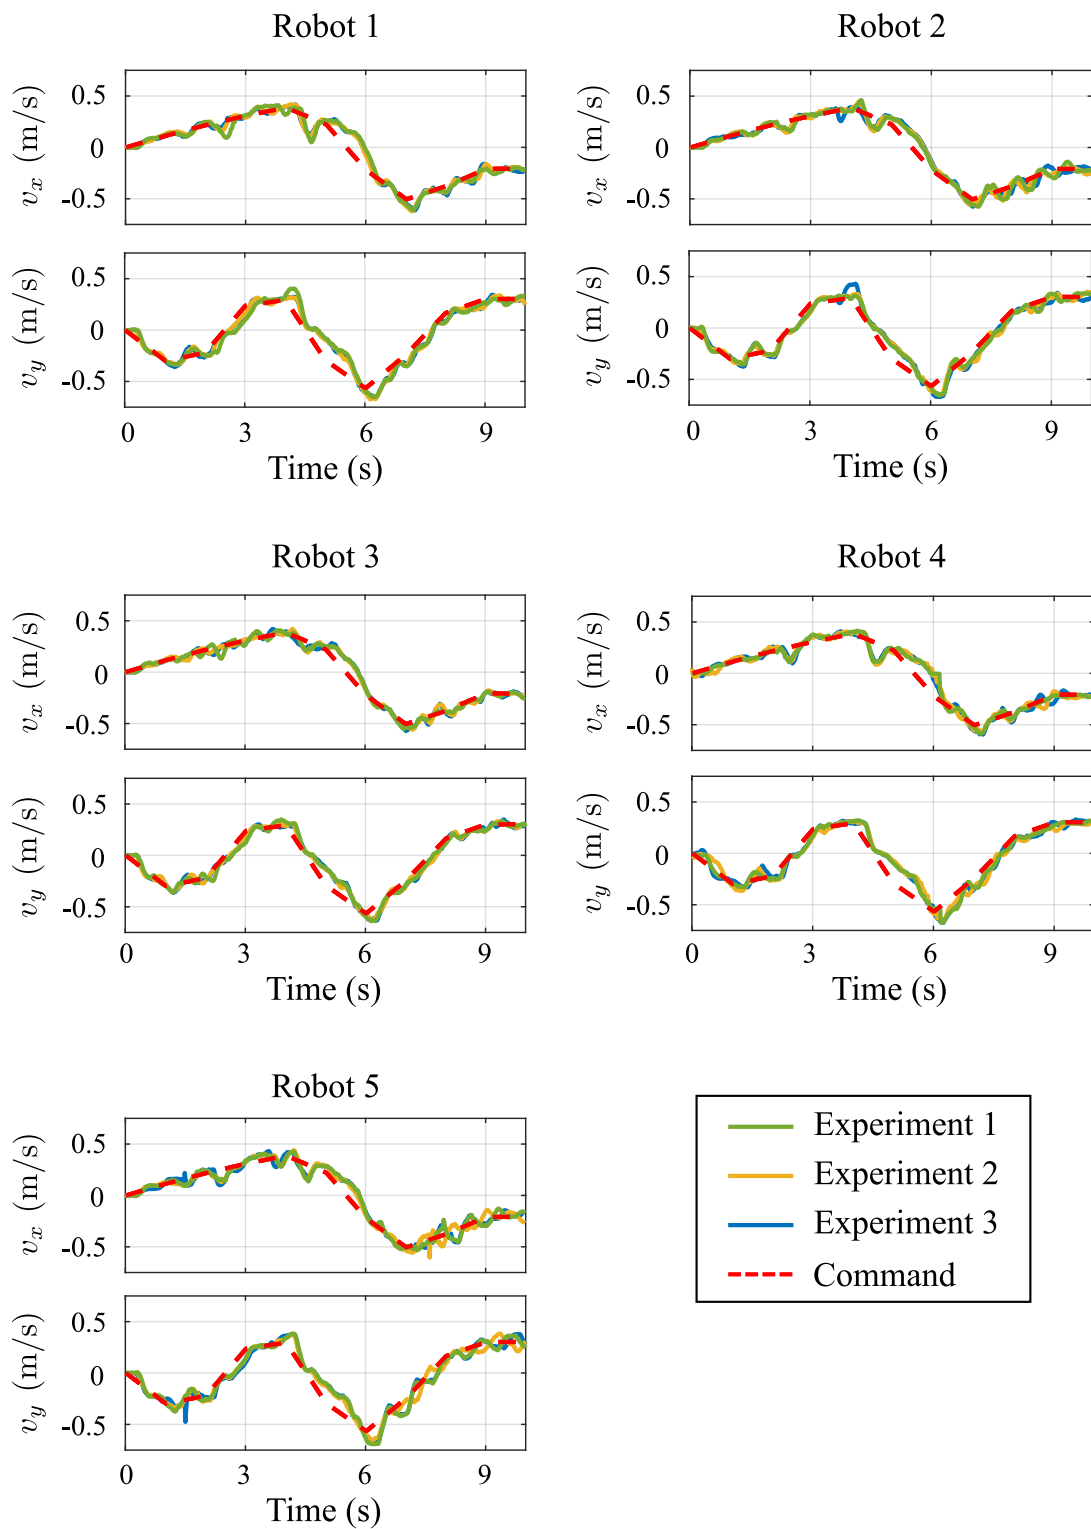 Robot 1
0.5
0
-0.5
v_x (m/s)
0.5
0
-0.5
v_y (m/s)
0 3 6 9
Time (s)
Robot 2
0.5
0
-0.5
v_x (m/s)
0.5
0
-0.5
v_y (m/s)
0 3 6 9
Time (s)
Robot 3
0.5
0
-0.5
v_x (m/s)
0.5
0
-0.5
v_y (m/s)
0 3 6 9
Time (s)
Robot 4
0.5
0
-0.5
v_x (m/s)
0.5
0
-0.5
v_y (m/s)
0 3 6 9
Time (s)
Robot 5
0.5
0
-0.5
v_x (m/s)
0.5
0
-0.5
v_y (m/s)
0 3 6 9
Time (s)
Experiment 1
Experiment 2
Experiment 3
Command